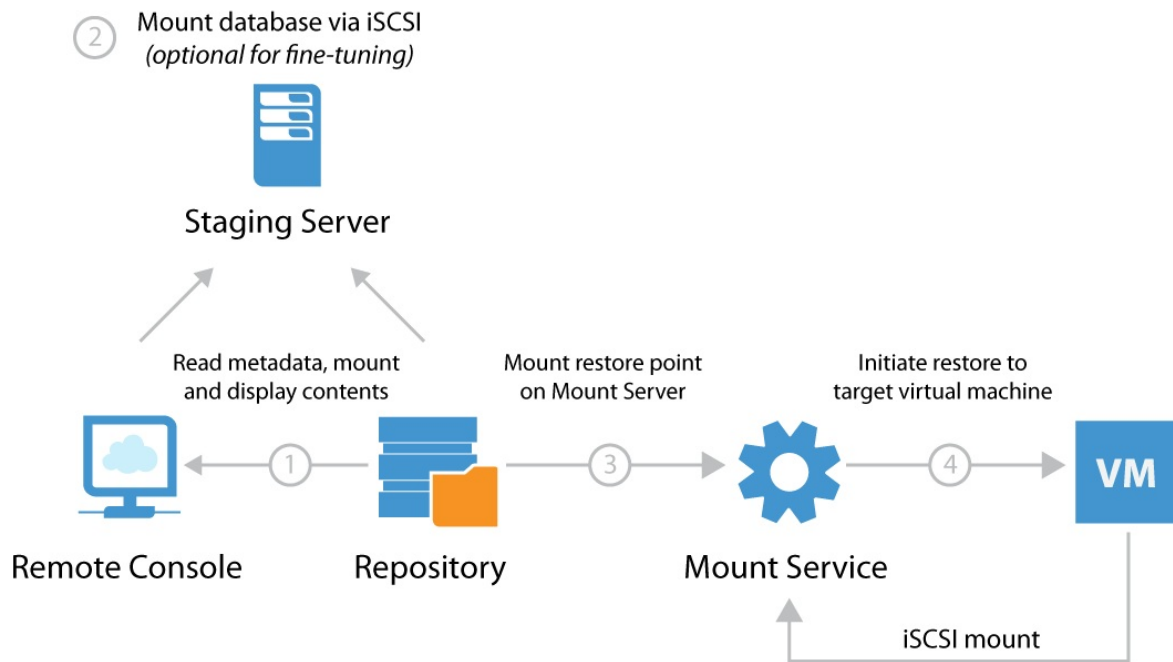 2
Mount database via iSCSI
(optional for fine-tuning)
Staging Server
Read metadata, mount
and display contents
Mount restore point
on Mount Server
Initiate restore to
target virtual machine
1
3
4
VM
Remote Console
Repository
Mount Service
iSCSI mount